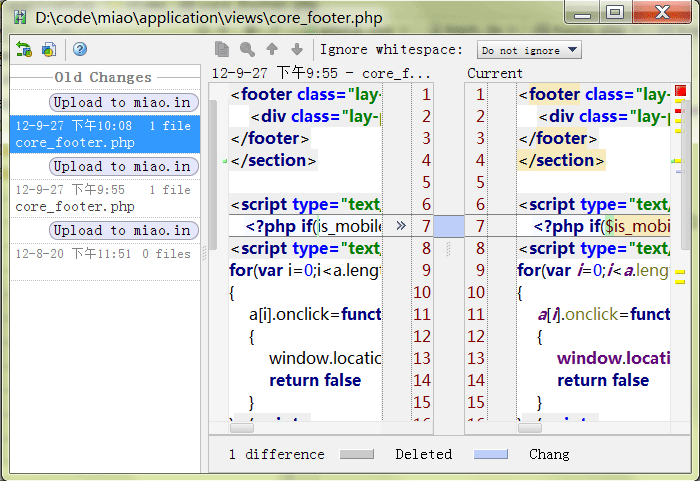 D:\code\miao\application\views\core_footer.php
Ignore whitespace: Do not ignore
Old Changes
Upload to miao.in
12-9-27 下午10:08 1 file
core_footer.php
Upload to miao.in
12-9-27 下午9:55 1 file
core_footer.php
Upload to miao.in
12-8-20 下午11:51 0 files
12-9-27 下午9:55 - core_f...
<footer class="lay- 1
<div class="lay-p 2
</footer> 3
</section> 4
5
<script type="text, 6
<?php if(is_mobile » 7
<script type="text, 8
for(var i=0;i<a.length 9
{ 10
a[i].onclick=funct 11
{ 12
window.locatio 13
return false 14
} 15
16
Current
1 <footer class="lay-
2 <div class="lay-p
3 </footer>
4 </section>
5
6 <script type="text,
7 <?php if($is_mobi
8 <script type="text,
9 for(var i=0;i<a.leng
10 {
11 a[i].onclick=funct
12 {
13 window.locati
14 return false
15 }
16
1 difference Deleted Chang